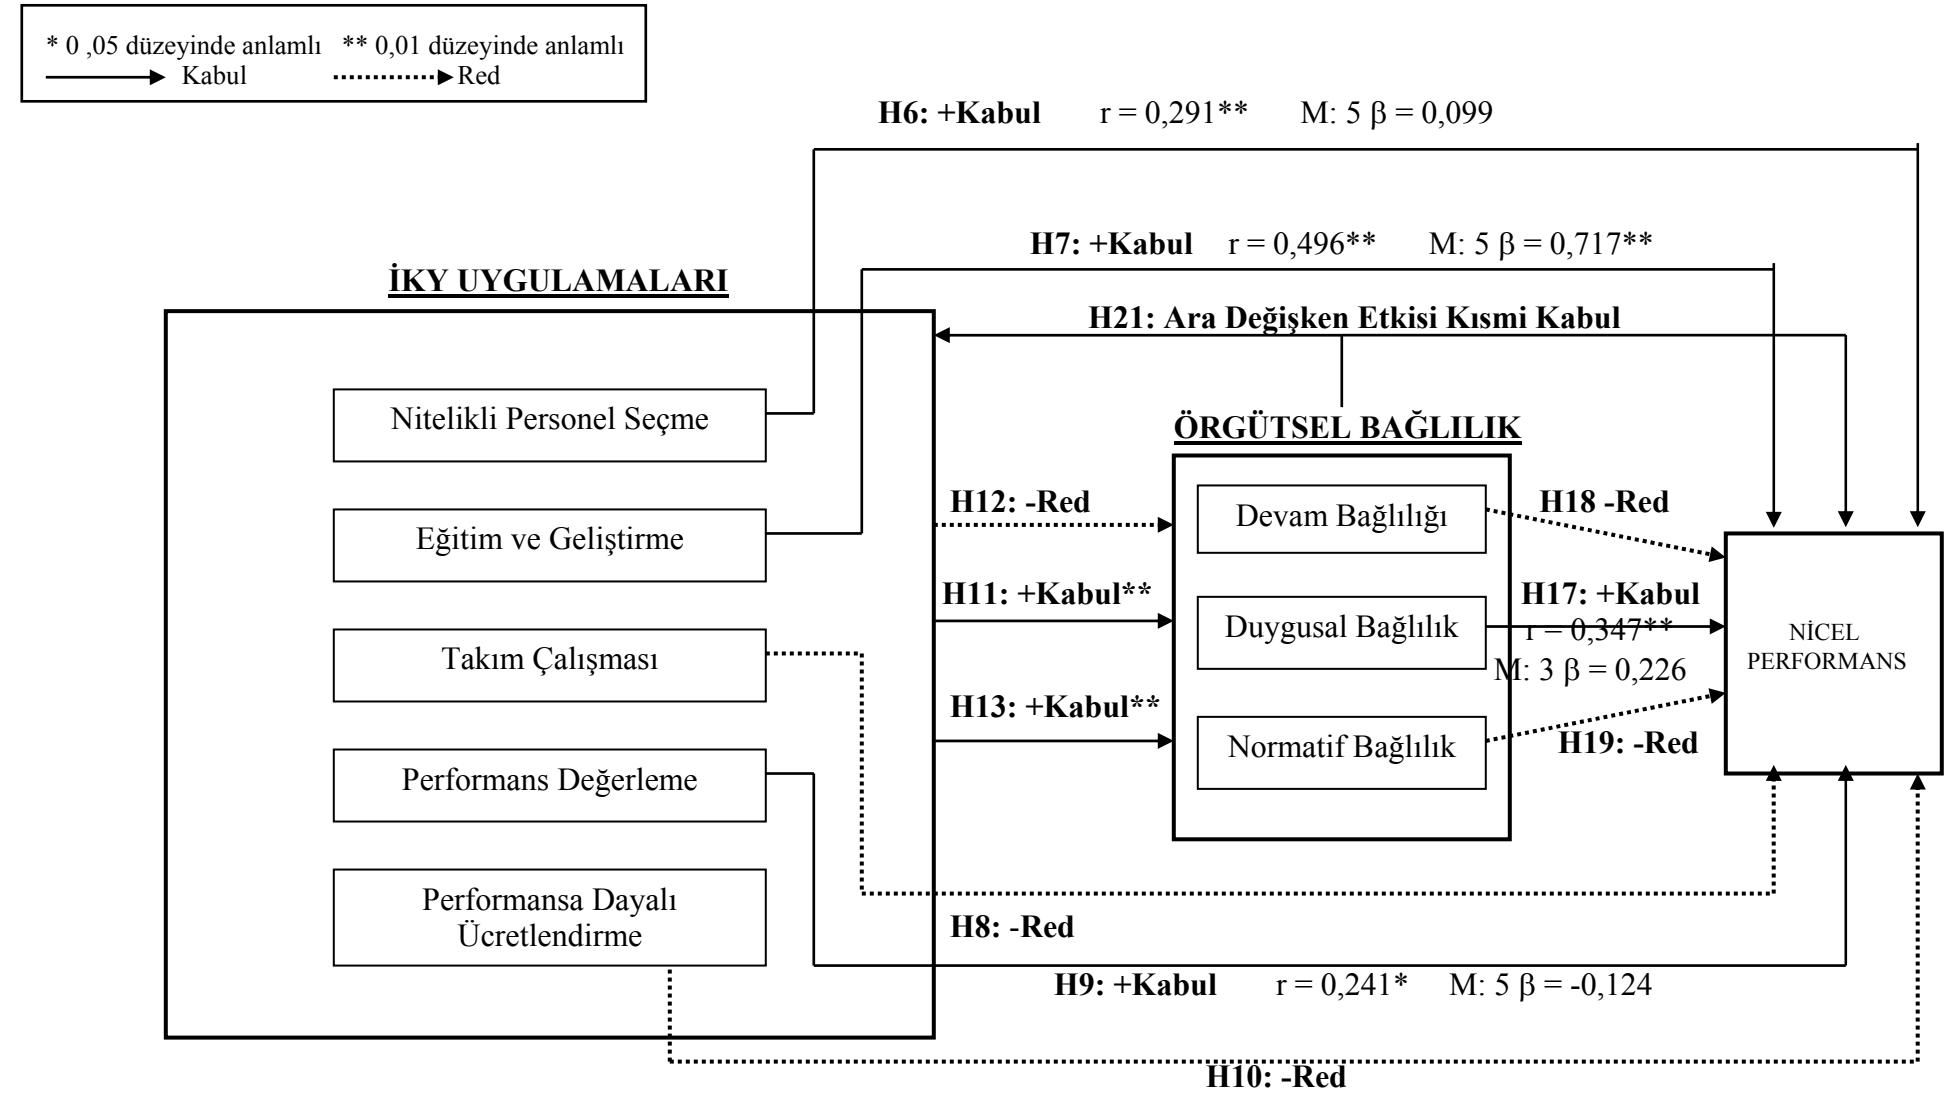 * 0 ,05 düzeyinde anlamlı ** 0,01 düzeyinde anlamlı
Kabul Red
H6: +Kabul r = 0,291** M: 5 β = 0,099
H7: +Kabul r = 0,496** M: 5 β = 0,717**
İKY UYGULAMALARI
H21: Ara Değişken Etkisi Kısmi Kabul
Nitelikli Personel Seçme
ÖRGÜTSEL BAĞLILIK
H12: -Red
Devam Bağlılığı
H18 -Red
Eğitim ve Geliştirme
H11: +Kabul**
H17: +Kabul
Duygusal Bağlılık
r = 0,347**
M: 3 β = 0,226
NİCEL
PERFORMANS
Takım Çalışması
H13: +Kabul**
Normatif Bağlılık
H19: -Red
Performans Değerleme
Performansa Dayalı
Ücretlendirme
H8: -Red
H9: +Kabul r = 0,241* M: 5 β = -0,124
H10: -Red